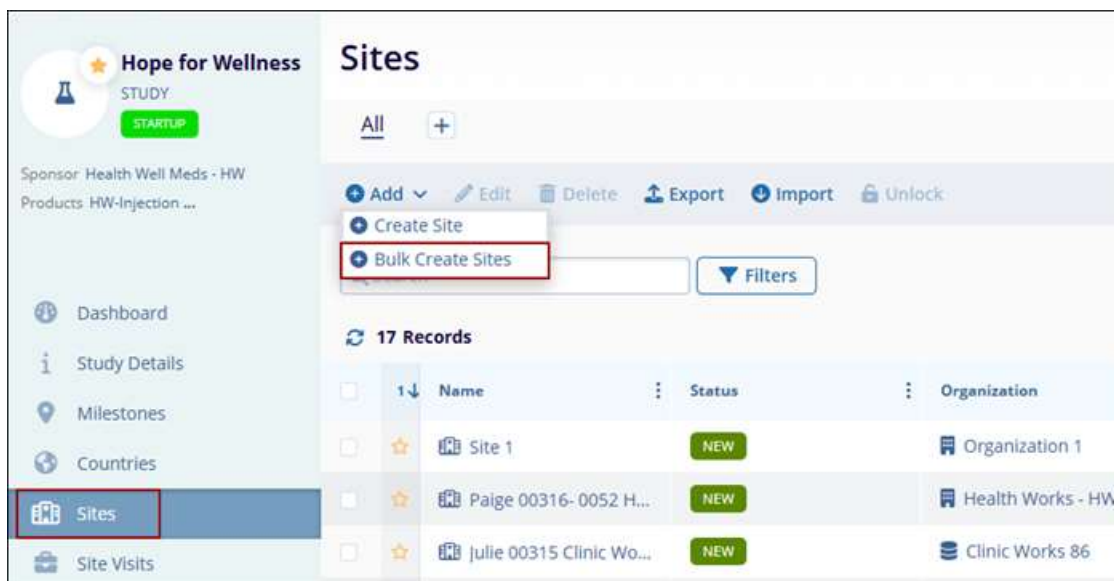 Hope for Wellness
STUDY
STARTUP
Sponsor Health Well Meds - HW
Products HW-Injection ...
Dashboard
Study Details
Milestones
Countries
Sites
Site Visits
Sites
All +
Add Edit Delete Export Import Unlock
Create Site
Bulk Create Sites
Filters
17 Records
1 Name Status Organization
Site 1 NEW Organization 1
Paige 00316- 0052 H... NEW Health Works - HW
Julie 00315 Clinic Wo... NEW Clinic Works 86